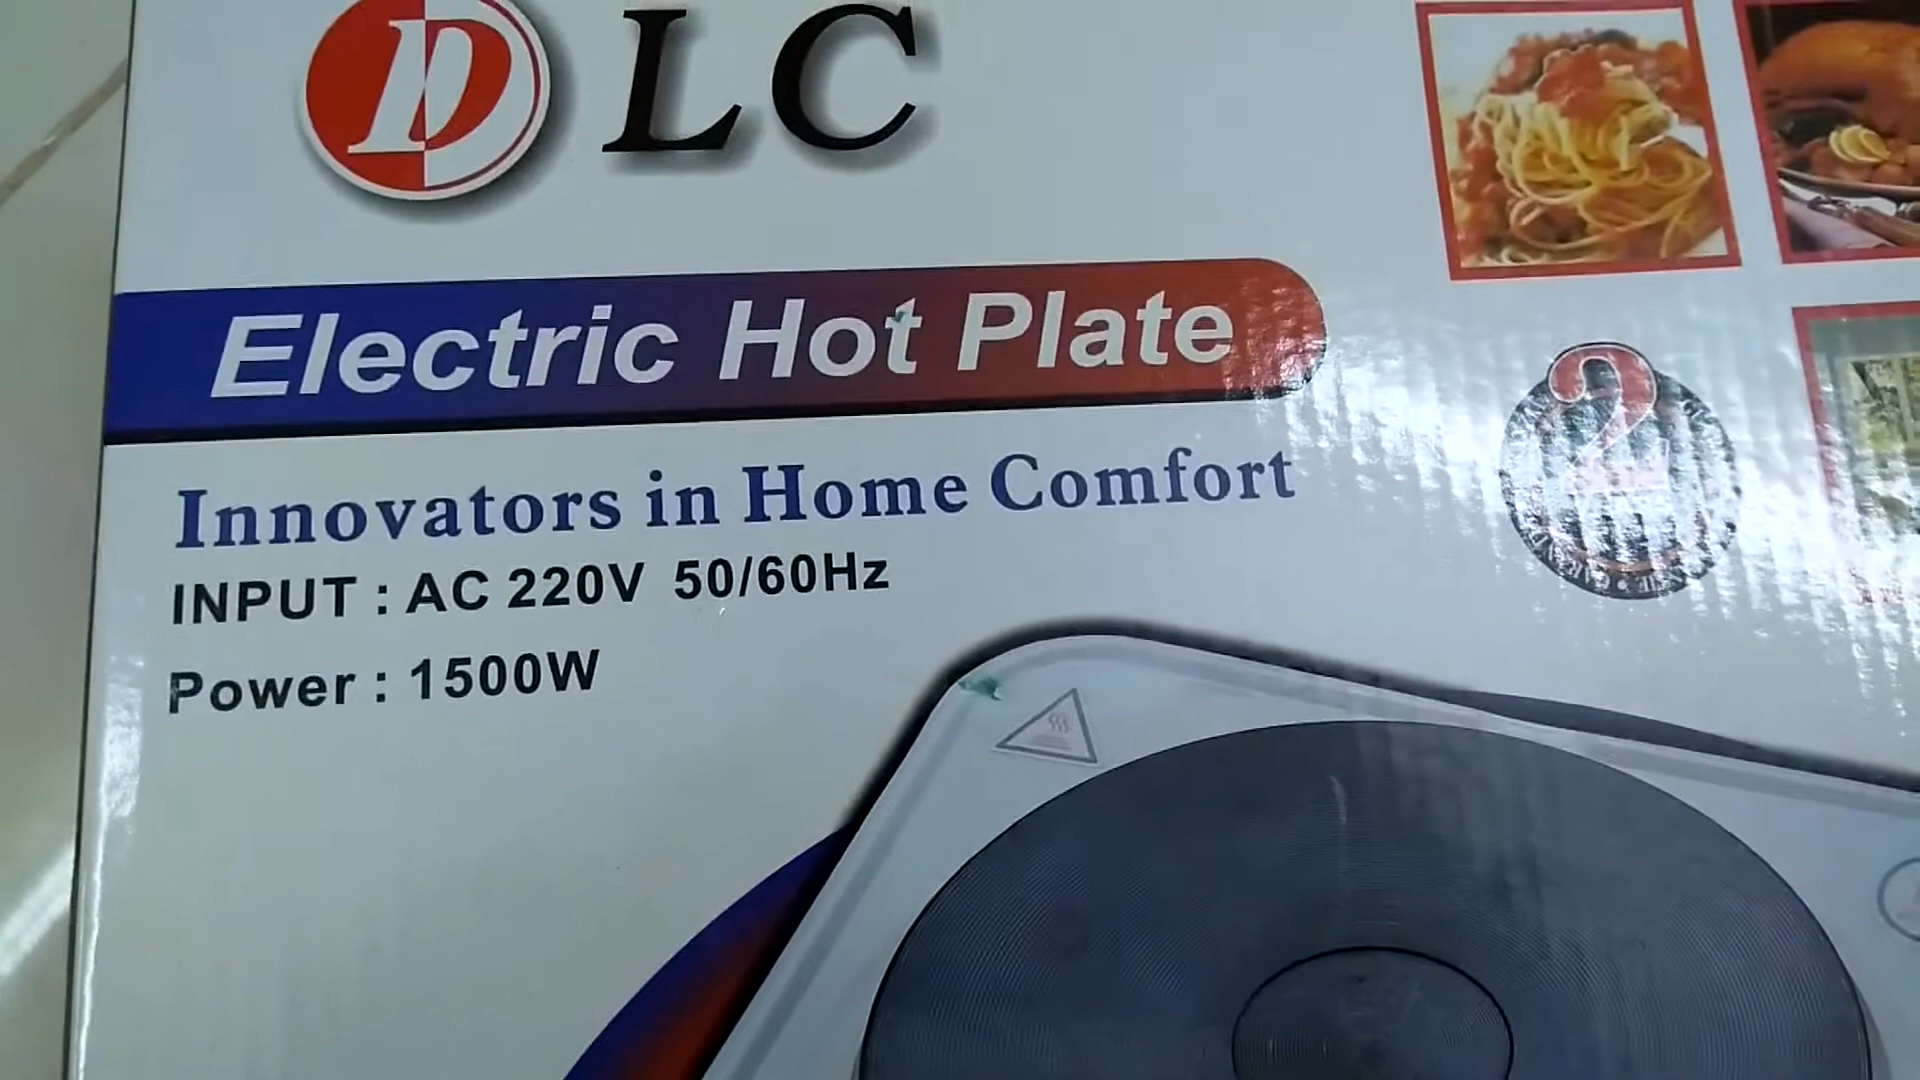 DLC
Electric Hot Plate
Innovators in Home Comfort
INPUT : AC 220V 50/60Hz
Power : 1500W
2